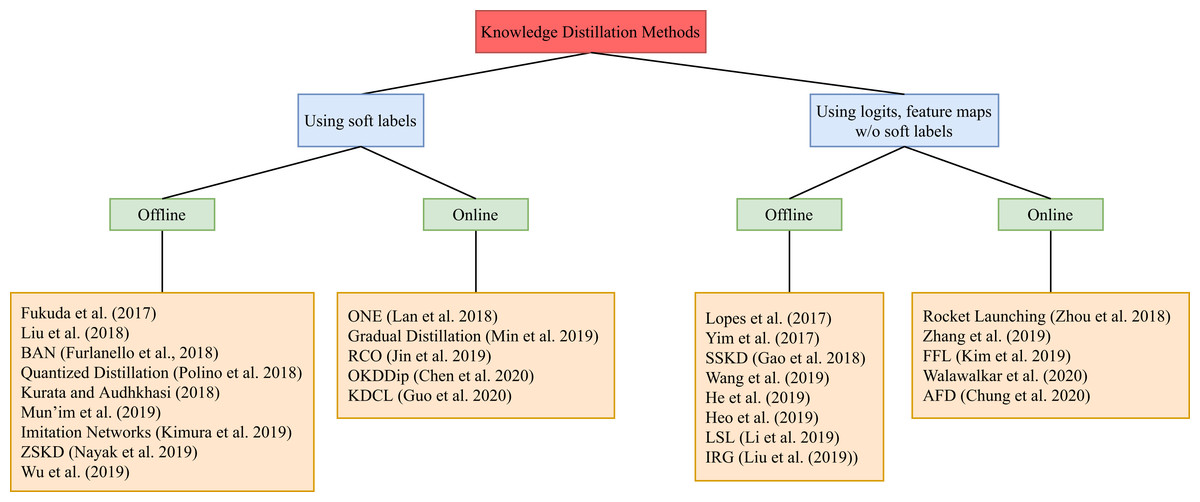 Knowledge Distillation Methods
Using soft labels
Using logits, feature maps
w/o soft labels
Offline
Online
Offline
Online
Fukuda et al. (2017)
Liu et al. (2018)
BAN (Furlanello et al., 2018)
Quantized Distillation (Polino et al. 2018)
Kurata and Audhkhasi (2018)
Mun’im et al. (2019)
Imitation Networks (Kimura et al. 2019)
ZSKD (Nayak et al. 2019)
Wu et al. (2019)
ONE (Lan et al. 2018)
Gradual Distillation (Min et al. 2019)
RCO (Jin et al. 2019)
OKDDip (Chen et al. 2020)
KDCL (Guo et al. 2020)
Lopes et al. (2017)
Yim et al. (2017)
SSKD (Gao et al. 2018)
Wang et al. (2019)
He et al. (2019)
Heo et al. (2019)
LSL (Li et al. 2019)
IRG (Liu et al. (2019))
Rocket Launching (Zhou et al. 2018)
Zhang et al. (2019)
FFL (Kim et al. 2019)
Walawalkar et al. (2020)
AFD (Chung et al. 2020)